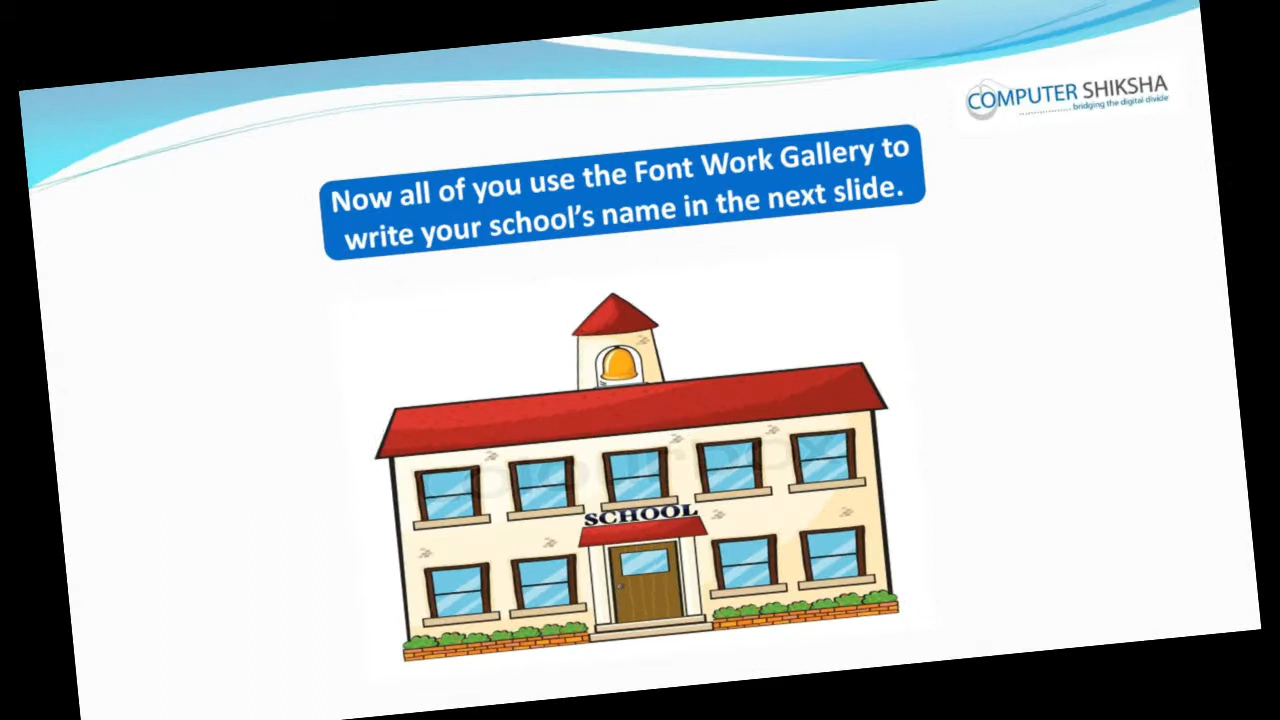 COMPUTER SHIKSHA
bridging the digital divide
Now all of you use the Font Work Gallery to
write your school's name in the next slide.
SCHOOL